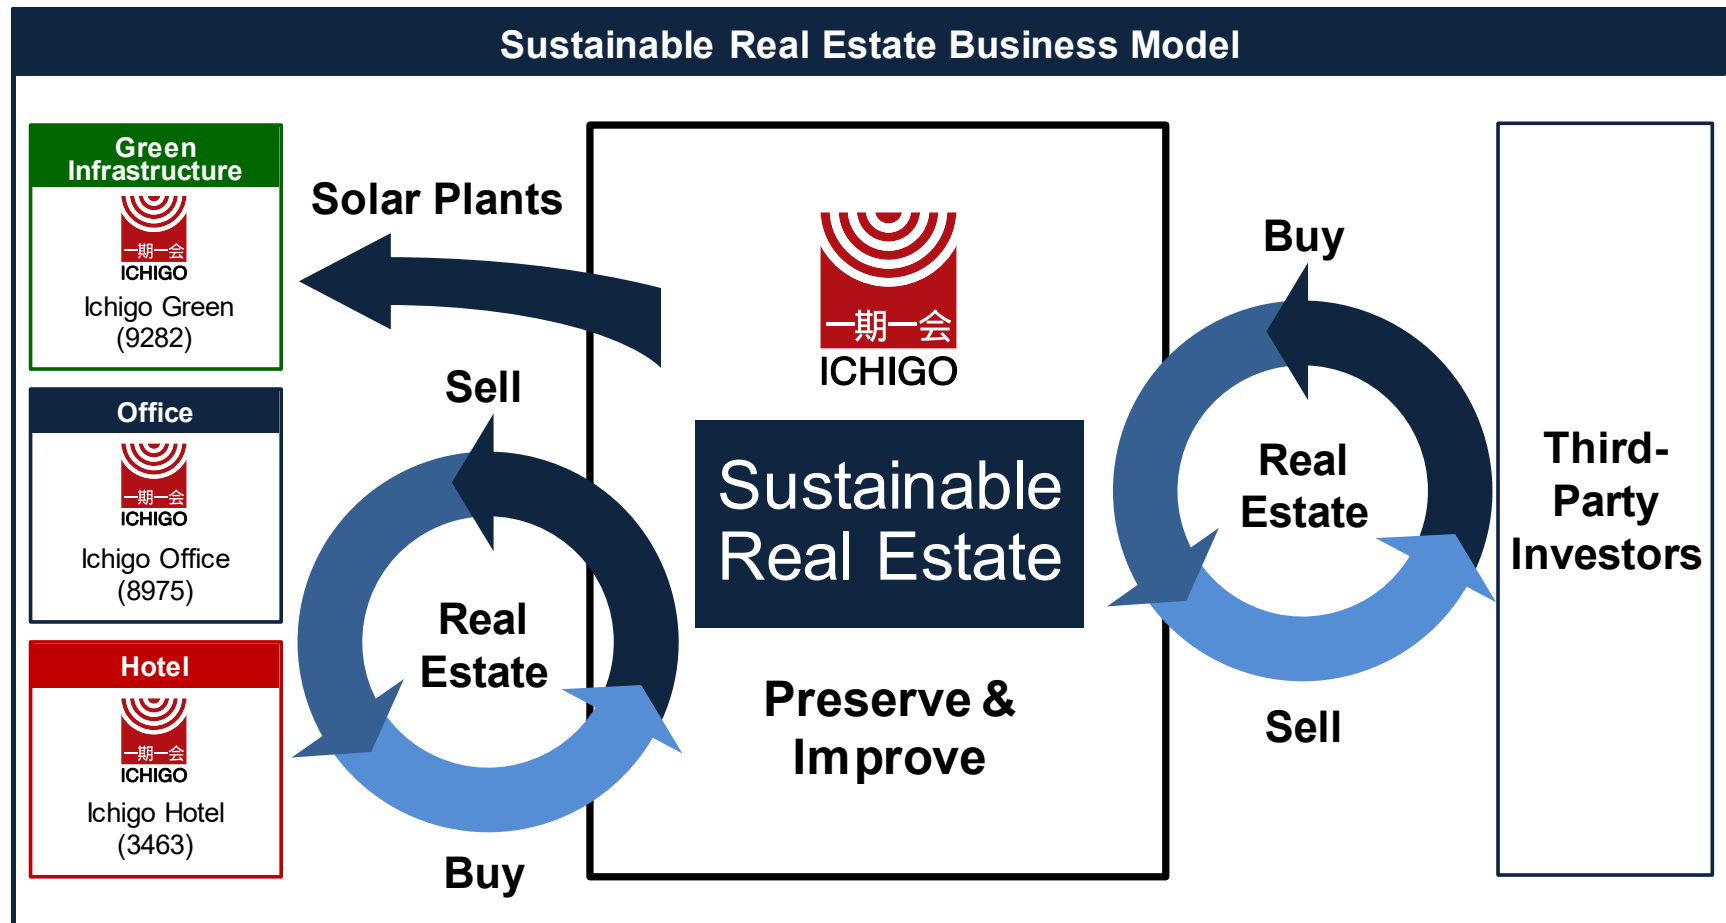 Sustainable Real Estate Business Model
Green
Infrastructure
一期一会
ICHIGO
Ichigo Green
(9282)
Office
一期一会
ICHIGO
Ichigo Office
(8975)
Hotel
一期一会
ICHIGO
Ichigo Hotel
(3463)
Solar Plants
Sell
Real
Estate
Buy
一期一会
ICHIGO
Sustainable
Real Estate
Preserve &
Improve
Buy
Real
Estate
Sell
Third-
Party
Investors